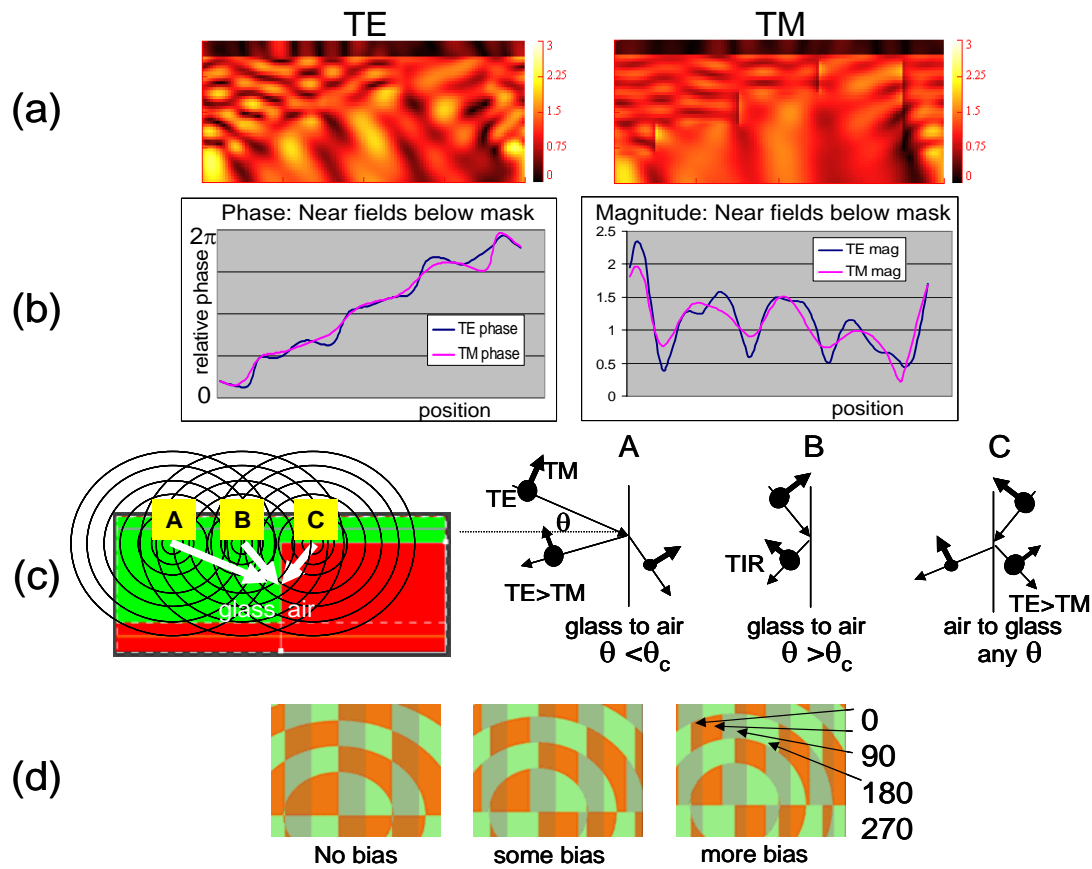 TE
TM
(a)
3
2.25
1.5
0.75
0
3
2.25
1.5
0.75
0
(b)
Phase: Near fields below mask
2π
relative phase
0
TE phase
TM phase
position
Magnitude: Near fields below mask
2.5
2
1.5
1
0.5
0
TE mag
TM mag
position
(c)
A
B
C
glass air
A
B
C
TM
TE
θ
TE>TM
glass to air
θ <θc
TIR
glass to air
θ >θc
TE>TM
air to glass
any θ
(d)
0
90
180
270
No bias
some bias
more bias